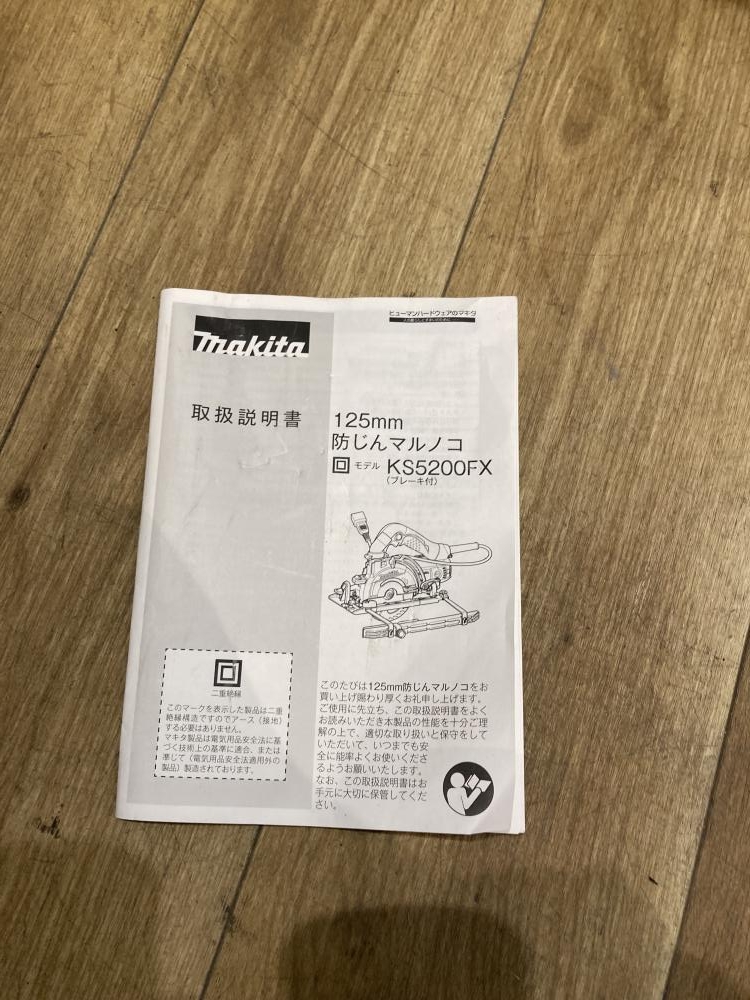 ヒューマンハードウェアのマキタ
makita
取扱説明書
125mm
防じんマルノコ
モデル KS5200FX
（ブレーキ付）
二重絶縁
このマークを表示した製品は二重
絶縁構造ですのでアース（接地）
する必要はありません。
マキタ製品は電気用品安全法に基
づく技術上の基準に適合、または
準じて（電気用品安全法適用外の
製品）製造されております。
このたびは125mm防じんマルノコをお
買い上げ賜わり厚くお礼申し上げます。
ご使用に先立ち、この取扱説明書をよく
お読みいただき本製品の性能を十分ご理
解の上で、適切な取り扱いと保守をして
いただいて、いつまでも安
全に能率よくお使いくださ
るようお願いいたします。
なお、この取扱説明書はお
手元に大切に保管してくだ
さい。